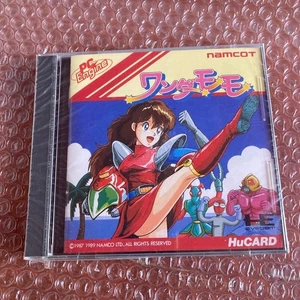 PC Engine
namcot
ワンダーモモ
©1987 1989 NAMCO LTD., ALL RIGHTS RESERVED
HuCARD